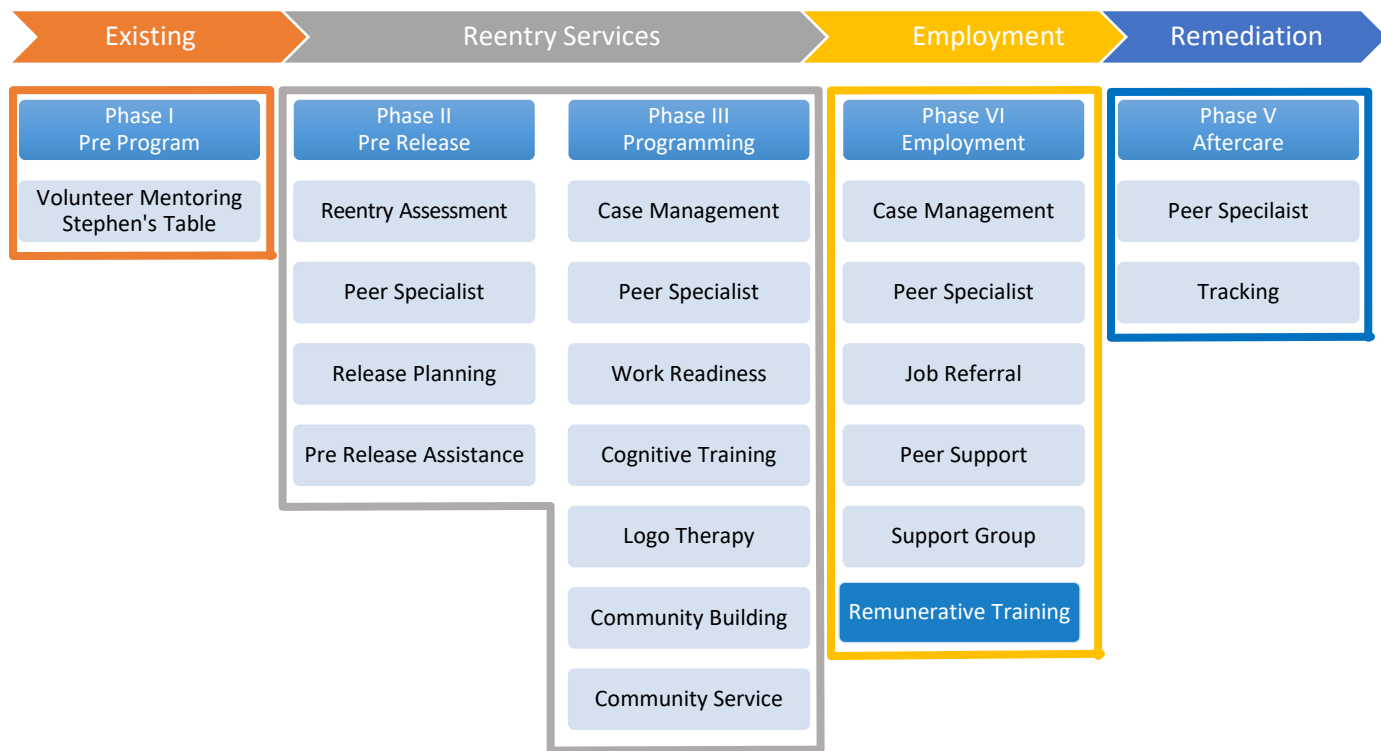 Existing
Reentry Services
Employment
Remediation
Phase I
Pre Program
Volunteer Mentoring
Stephen's Table
Phase II
Pre Release
Reentry Assessment
Peer Specialist
Release Planning
Pre Release Assistance
Phase III
Programming
Case Management
Peer Specialist
Work Readiness
Cognitive Training
Logo Therapy
Community Building
Community Service
Phase VI
Employment
Case Management
Peer Specialist
Job Referral
Peer Support
Support Group
Remunerative Training
Phase V
Aftercare
Peer Specilaist
Tracking